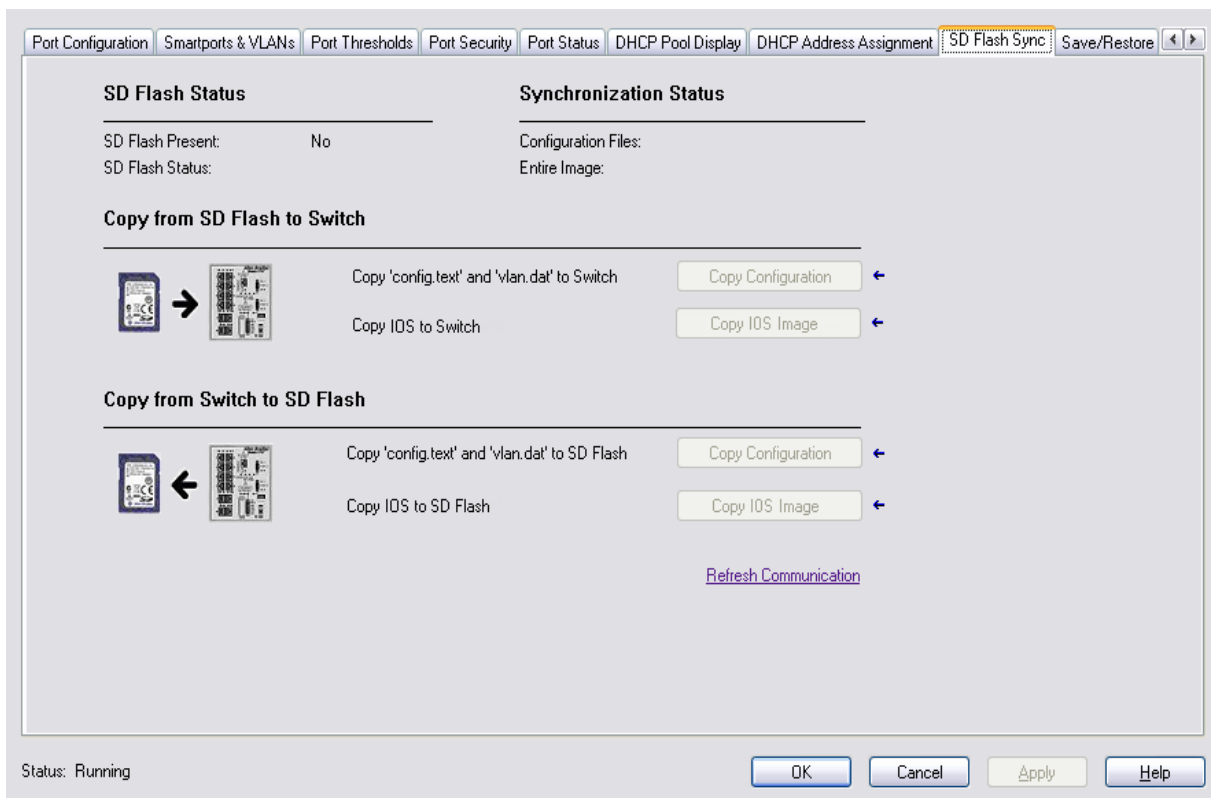 Port Configuration Smartports & VLANs Port Thresholds Port Security Port Status DHCP Pool Display DHCP Address Assignment SD Flash Sync Save/Restore
SD Flash Status Synchronization Status
SD Flash Present: No Configuration Files:
SD Flash Status: Entire Image:
Copy from SD Flash to Switch
Copy 'config.text' and 'vlan.dat' to Switch Copy Configuration
Copy IOS to Switch Copy IOS Image
Copy from Switch to SD Flash
Copy 'config.text' and 'vlan.dat' to SD Flash Copy Configuration
Copy IOS to SD Flash Copy IOS Image
Refresh Communication
Status: Running OK Cancel Apply Help